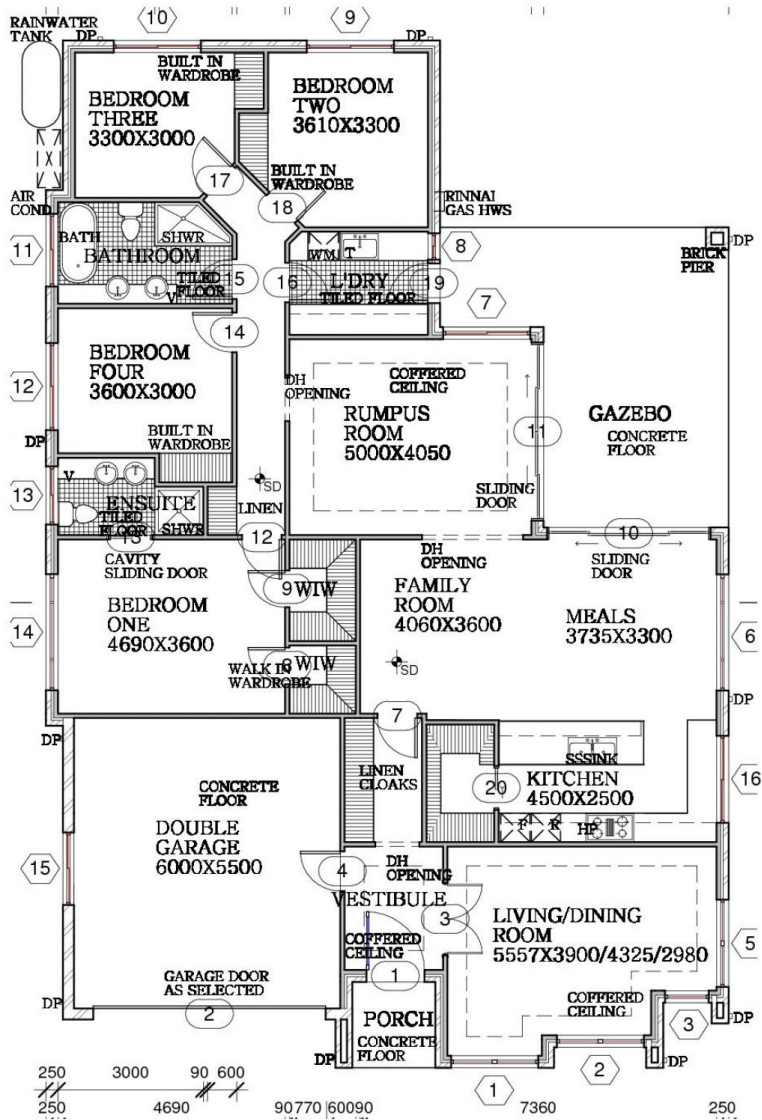 10
9
RAINWATER
TANK
DP
DP
BUILT IN
WARDROBE
BEDROOM
THREE
3300X3000
BEDROOM
TWO
3610X3300
BUILT IN
WARDROBE
17
18
AIR
COND
RINNAI
GAS HWS
11
BATH
SHWR
BATHROOM
TILED
FLOOR
V
15
16
WM
T
L'DRY
TILED FLOOR
19
8
DP
BRICK
PIER
7
14
BEDROOM
FOUR
3600X3000
12
BUILT IN
WARDROBE
DP
DH
OPENING
COFFERED
CEILING
RUMPUS
ROOM
5000X4050
11
GAZEBO
CONCRETE
FLOOR
SLIDING
DOOR
13
V
ENSUITE
TILED
FLOOR
SHWR
SD
LINEN
13
CAVITY
SLIDING DOOR
12
DH
OPENING
10
SLIDING
DOOR
BEDROOM
ONE
4690X3600
14
9
WIW
FAMILY
ROOM
4060X3600
MEALS
3735X3300
6
WALK IN
WARDROBE
8
WIW
SD
DP
DP
7
LINEN
CLOAKS
SSSINK
20
KITCHEN
4500X2500
16
F
R
HP
CONCRETE
FLOOR
DOUBLE
GARAGE
6000X5500
15
4
DH
OPENING
VESTIBULE
3
COFFERED
CEILING
LIVING/DINING
ROOM
5557X3900/4325/2980
5
GARAGE DOOR
AS SELECTED
DP
2
1
PORCH
CONCRETE
FLOOR
DP
COFFERED
CEILING
3
DP
DP
1
2
250 3000 90 600
250 4690 90770 60090 7360 250